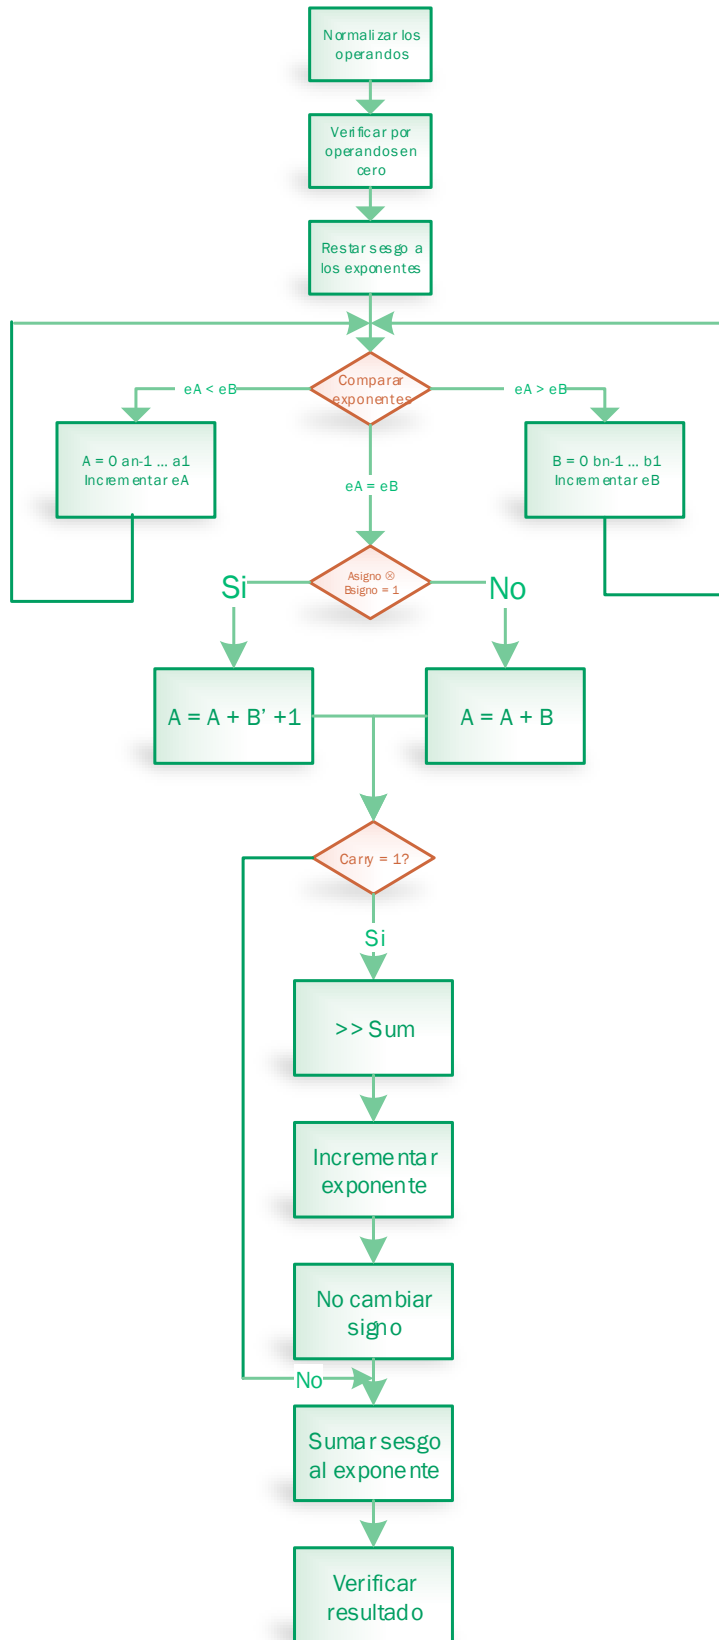 Normalizar los
operandos
Verificar por
operandos en
cero
Restar sesgo a
los exponentes
Comparar
exponentes
eA < eB
eA > eB
A = 0 an-1 ... a1
Incrementar eA
B = 0 bn-1 ... b1
Incrementar eB
eA = eB
Asigno ⊗
Bsigno = 1
Si
No
A = A + B’ +1
A = A + B
Carry = 1?
Si
>> Sum
Incrementar
exponente
No cambiar
signo
No
Sumar sesgo
al exponente
Verificar
resultado